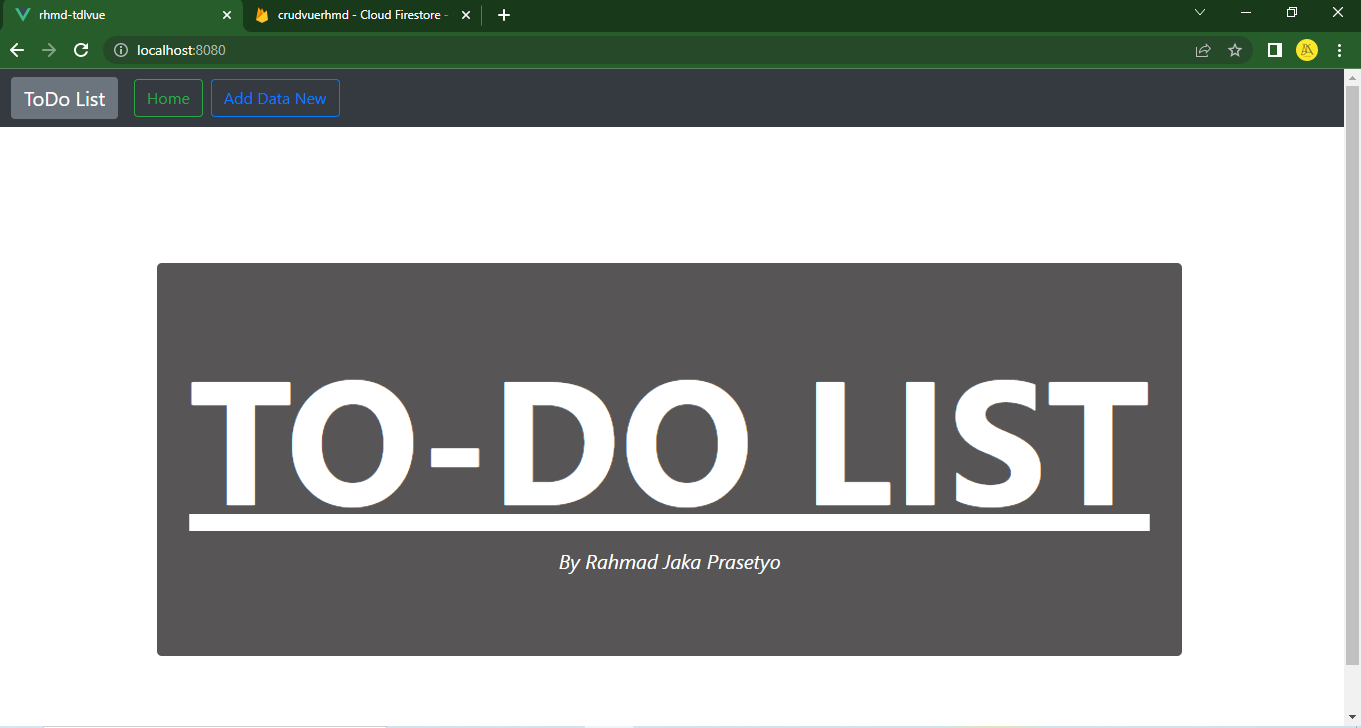 rhmd-tdlvue
crudvuerhmd - Cloud Firestore -
localhost:8080
ToDo List
Home
Add Data New
TO-DO LIST
By Rahmad Jaka Prasetyo